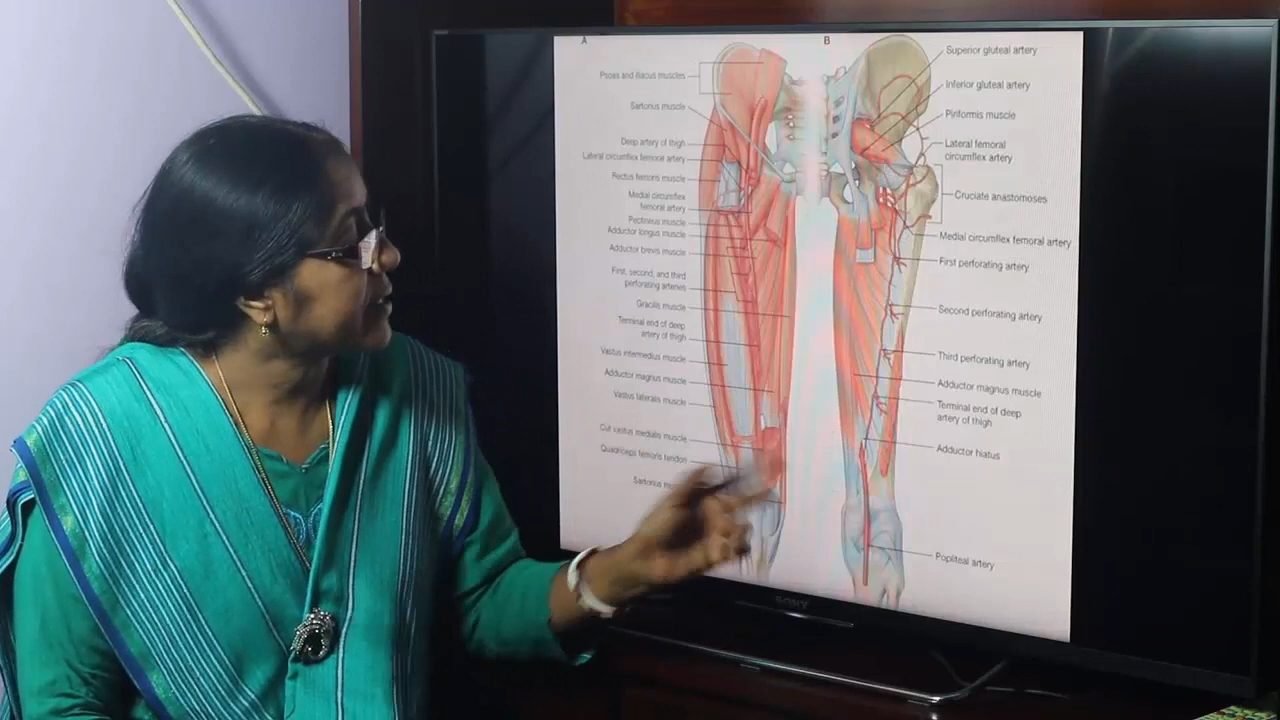 A
Psoas and iliacus muscles
Sartorius muscle
Deep artery of thigh
Lateral circumflex femoral artery
Rectus femoris muscle
Medial circumflex
femoral artery
Pectineus muscle
Adductor longus muscle
Adductor brevis muscle
First, second, and third
perforating arteries
Gracilis muscle
Terminal end of deep
artery of thigh
Vastus intermedius muscle
Adductor magnus muscle
Vastus lateralis muscle
Cut vastus medialis muscle
Quadriceps femoris tendon
Sartorius
B
Superior gluteal artery
Inferior gluteal artery
Piriformis muscle
Lateral femoral
circumflex artery
Cruciate anastomoses
Medial circumflex femoral artery
First perforating artery
Second perforating artery
Third perforating artery
Adductor magnus muscle
Terminal end of deep
artery of thigh
Adductor hiatus
Popliteal artery
SONY